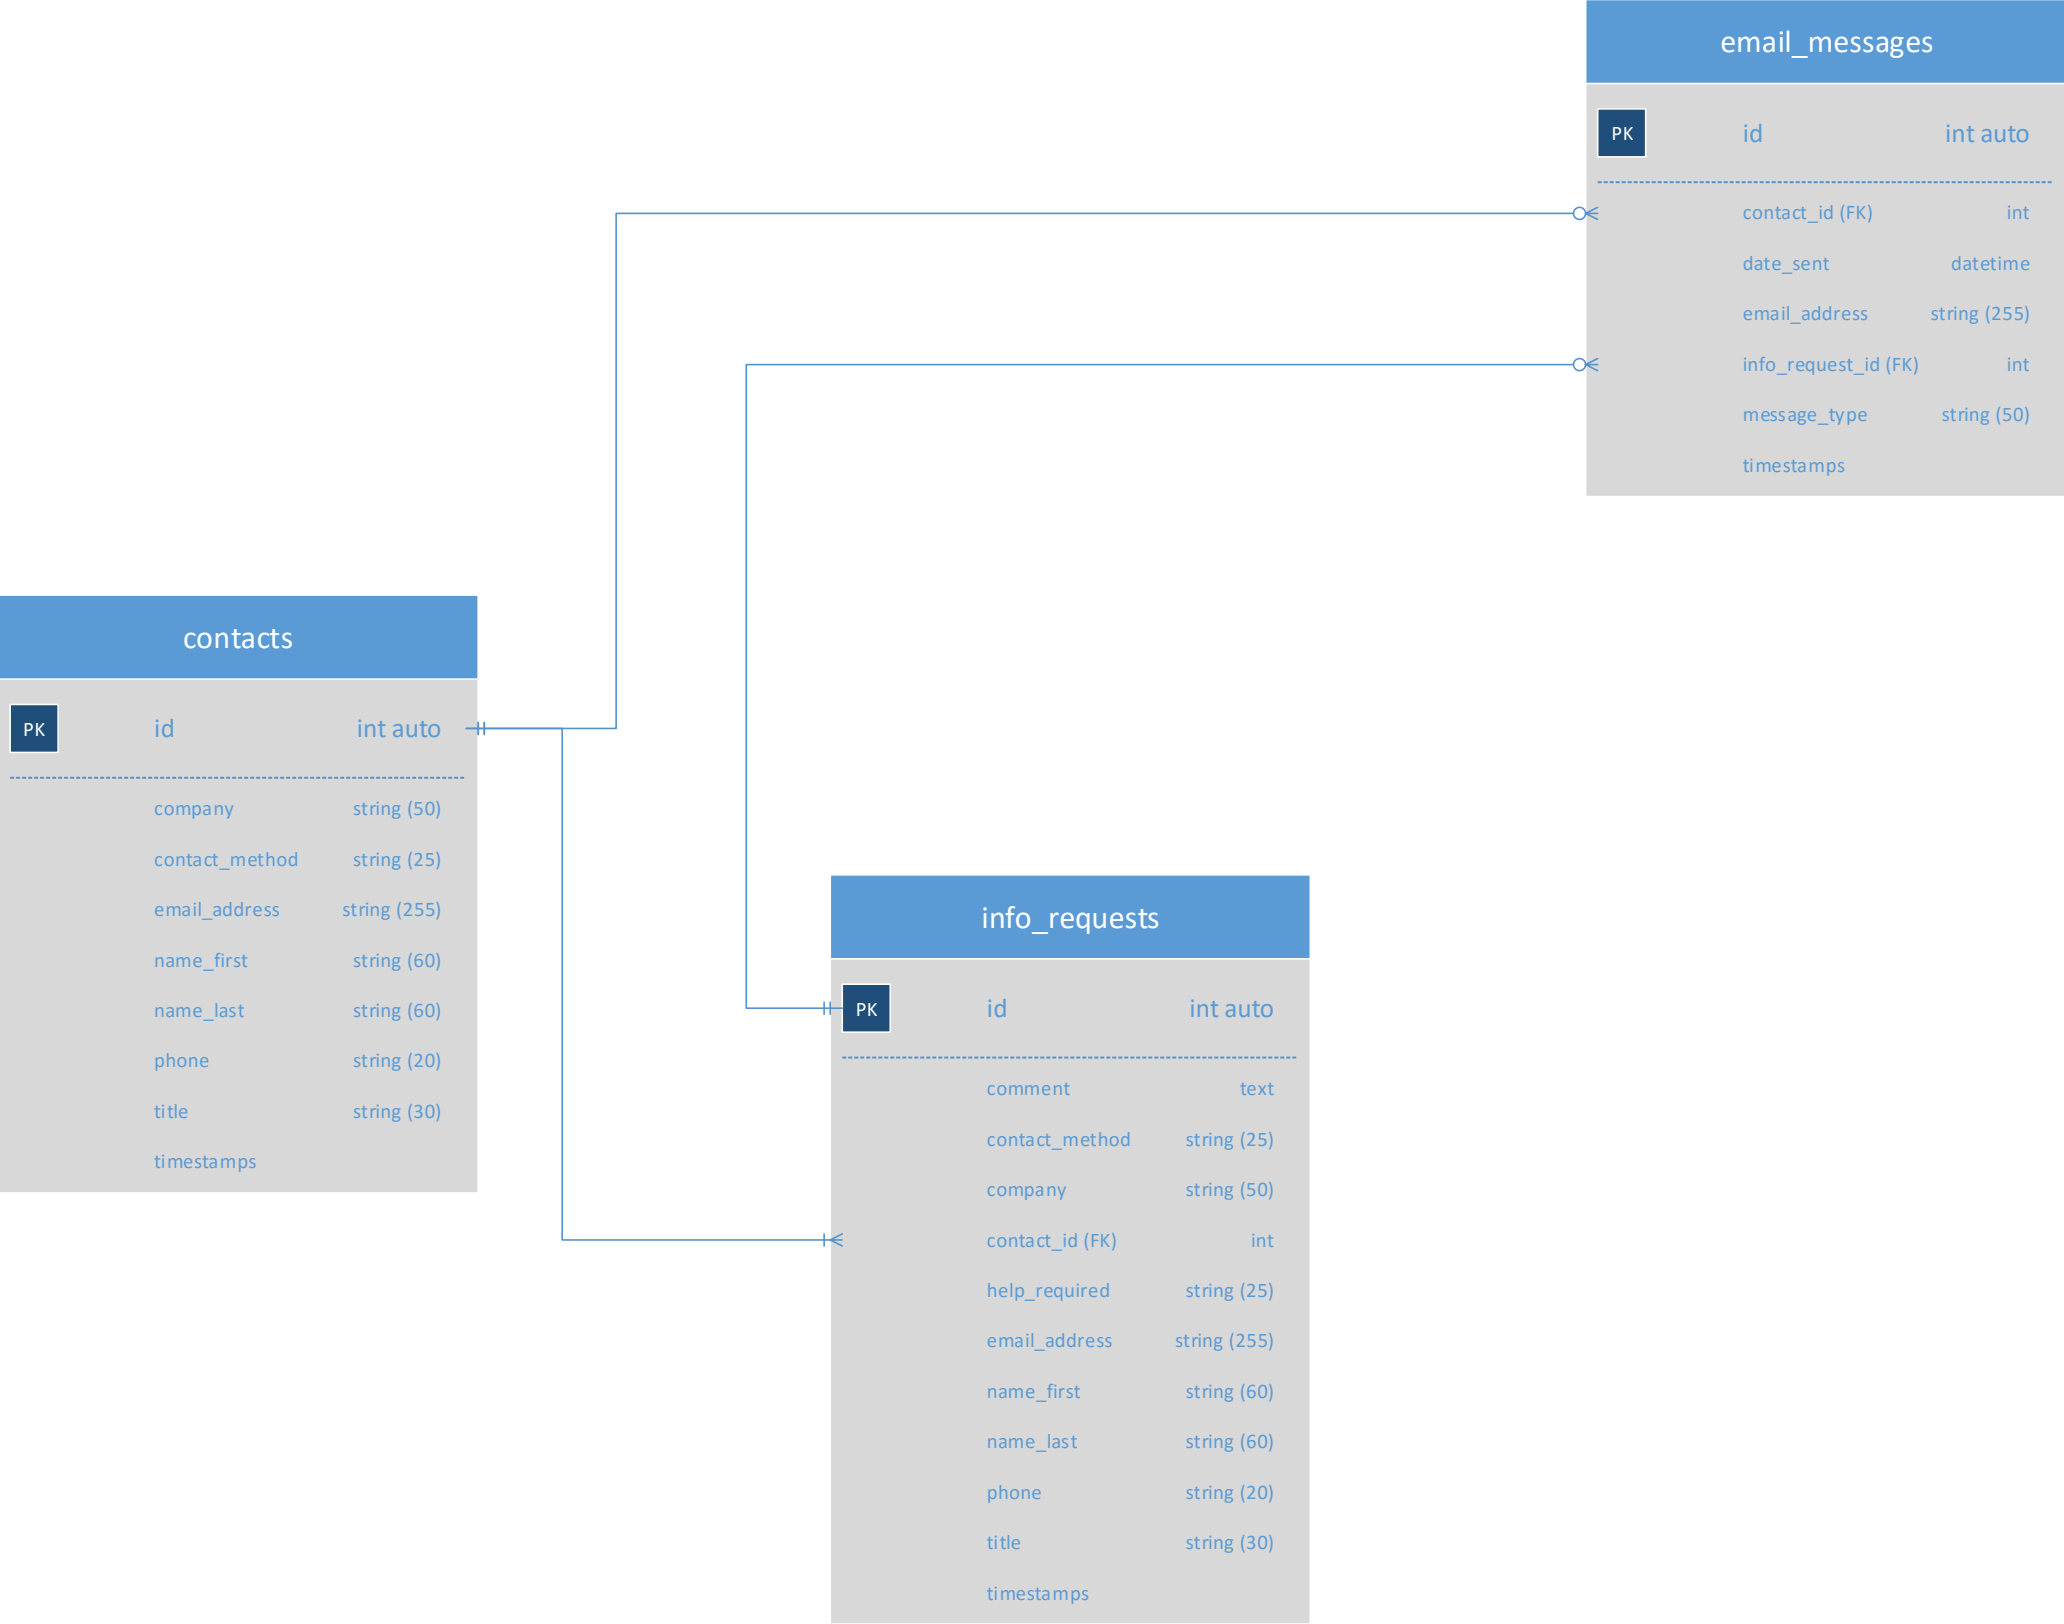 email_messages
PK id int auto
contact_id (FK) int
date_sent datetime
email_address string (255)
info_request_id (FK) int
message_type string (50)
timestamps
contacts
PK id int auto
company string (50)
contact_method string (25)
email_address string (255)
name_first string (60)
name_last string (60)
phone string (20)
title string (30)
timestamps
info_requests
PK id int auto
comment text
contact_method string (25)
company string (50)
contact_id (FK) int
help_required string (25)
email_address string (255)
name_first string (60)
name_last string (60)
phone string (20)
title string (30)
timestamps